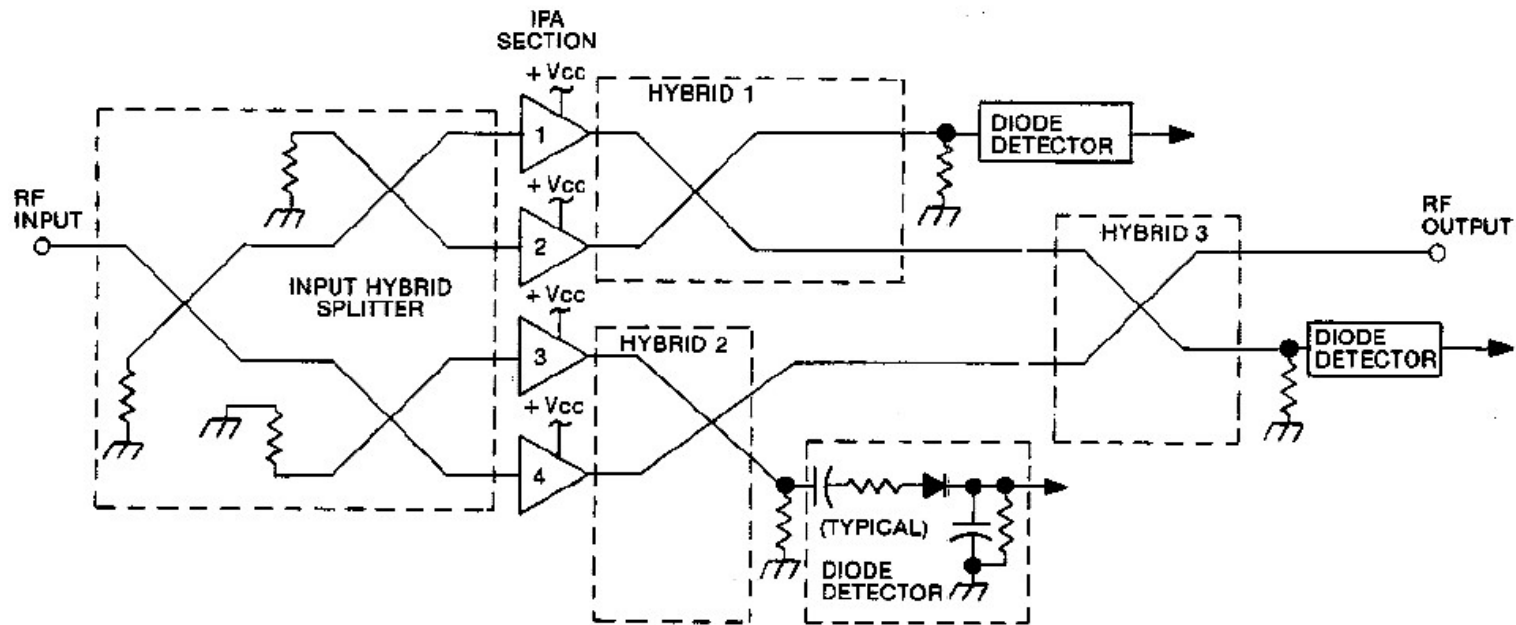 IPA
SECTION
+ Vcc
HYBRID 1
1
DIODE
DETECTOR
+ Vcc
RF
INPUT
2
RF
OUTPUT
HYBRID 3
INPUT HYBRID
SPLITTER
+ Vcc
3
HYBRID 2
DIODE
DETECTOR
+ Vcc
4
(TYPICAL)
DIODE
DETECTOR